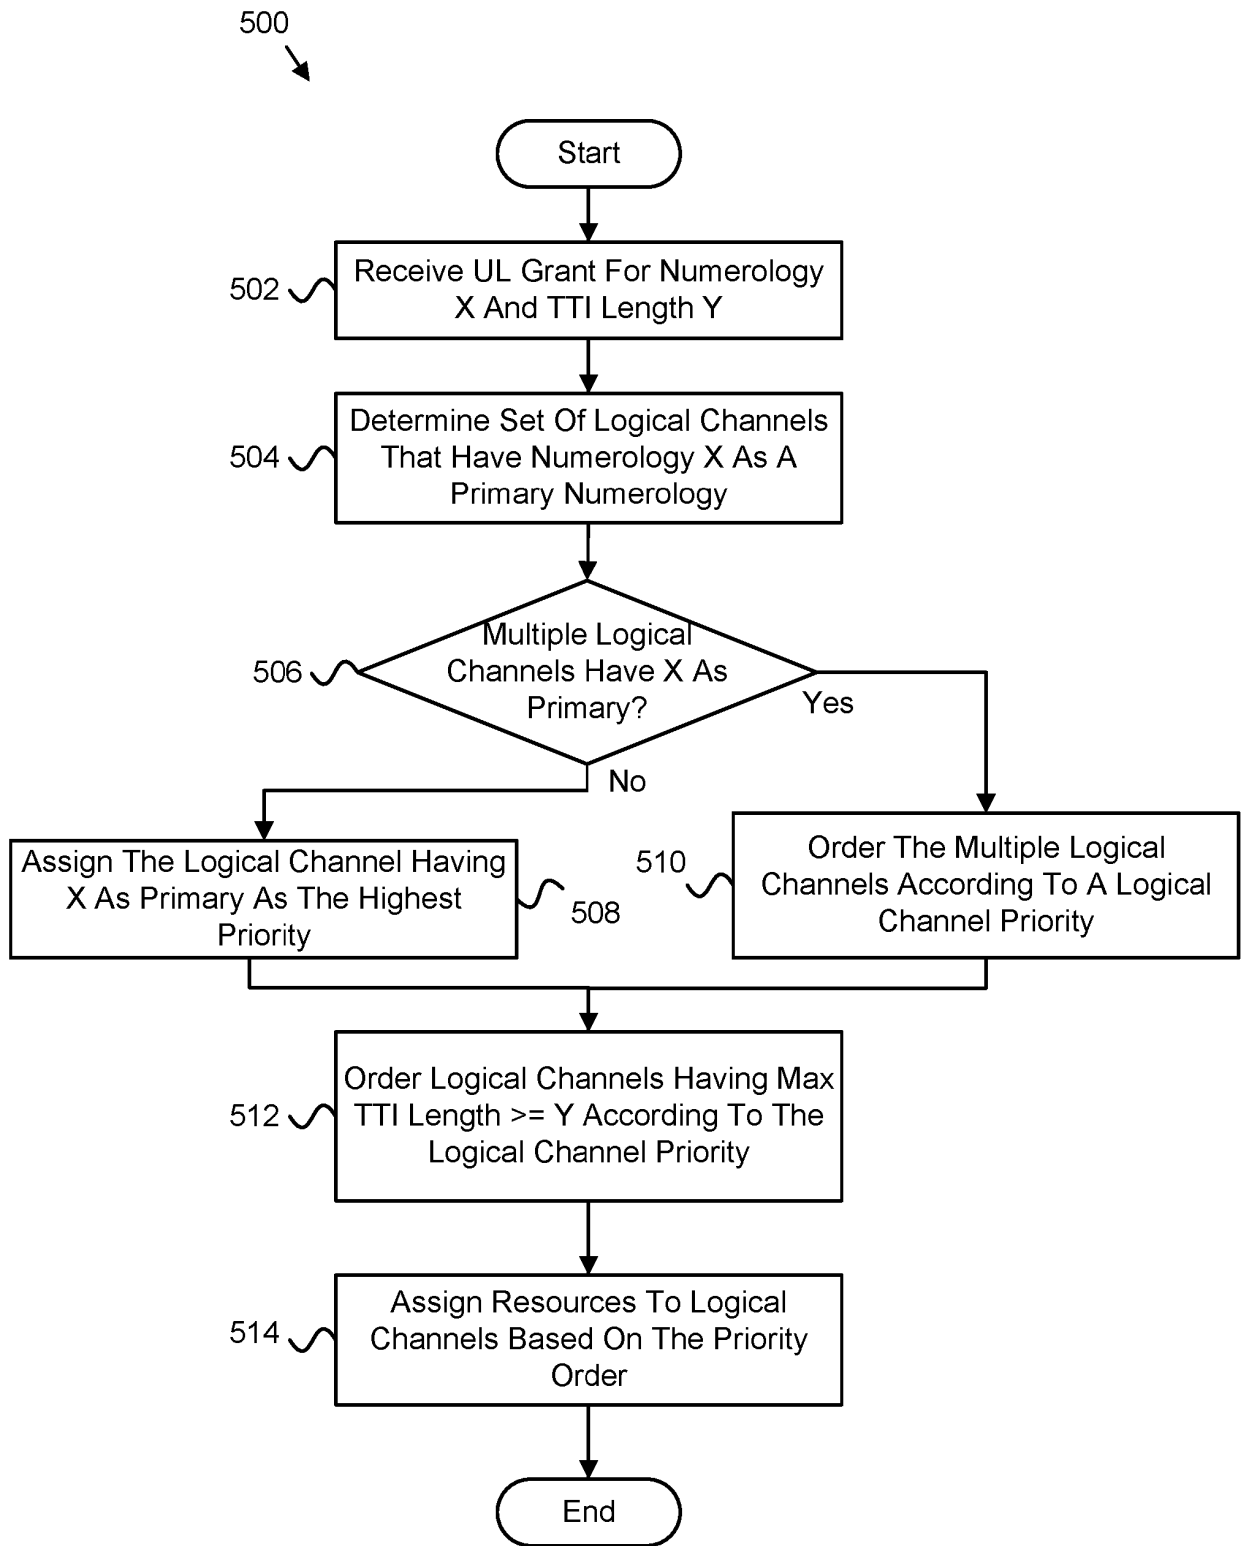 500
Start
502
Receive UL Grant For Numerology
X And TTI Length Y
504
Determine Set Of Logical Channels
That Have Numerology X As A
Primary Numerology
506
Multiple Logical
Channels Have X As
Primary?
Yes
No
Assign The Logical Channel Having
X As Primary As The Highest
Priority
508
510
Order The Multiple Logical
Channels According To A Logical
Channel Priority
512
Order Logical Channels Having Max
TTI Length >= Y According To The
Logical Channel Priority
514
Assign Resources To Logical
Channels Based On The Priority
Order
End